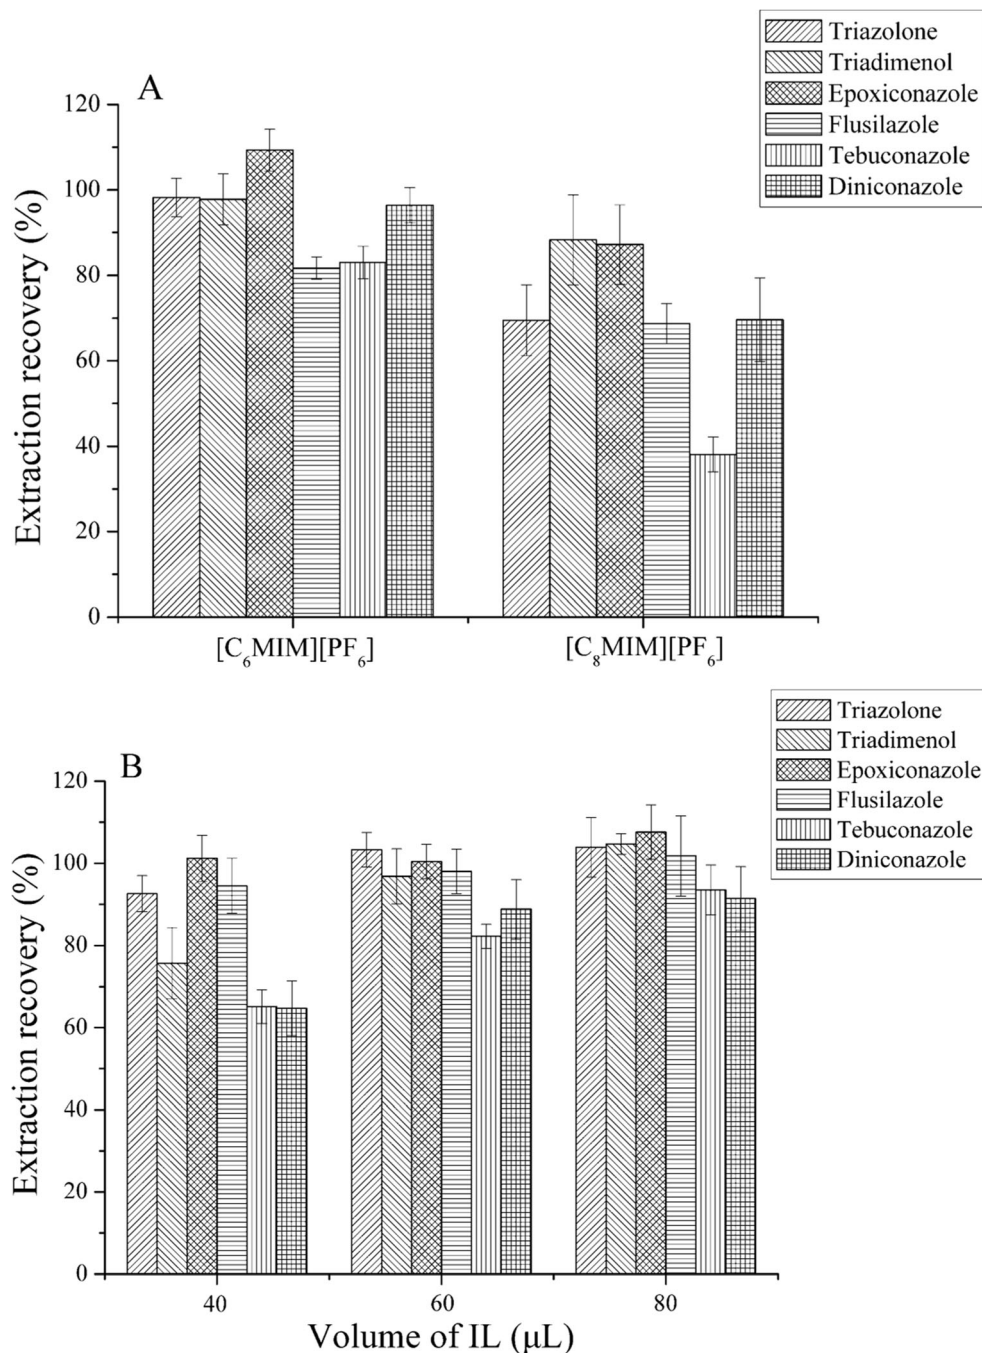 Triazolone
Triadimenol
Epoxiconazole
Flusilazole
Tebuconazole
Diniconazole
A
120
100
80
60
40
20
0
Extraction recovery (%)
[C₆MIM][PF₆]
[C₈MIM][PF₆]
Triazolone
Triadimenol
Epoxiconazole
Flusilazole
Tebuconazole
Diniconazole
B
120
100
80
60
40
20
0
Extraction recovery (%)
40
60
80
Volume of IL (μL)